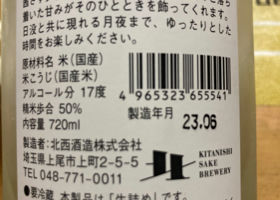 着いた甘みがそのひとときを飾ってくれます。
日没と共に現れる月夜まで、ゆったりとした
時間をお楽しみください。
原材料名 米(国産)
米こうじ(国産米)
アルコール分 17度
精米歩合 50%
内容量 720ml
4 965323 655541
製造年月
23.06
製造者:北西酒造株式会社
埼玉県上尾市上町2-5-5
TEL 048-771-0011
KITANISHI
SAKE
BREWERY
■要冷蔵 本製品は「生詰め」です。